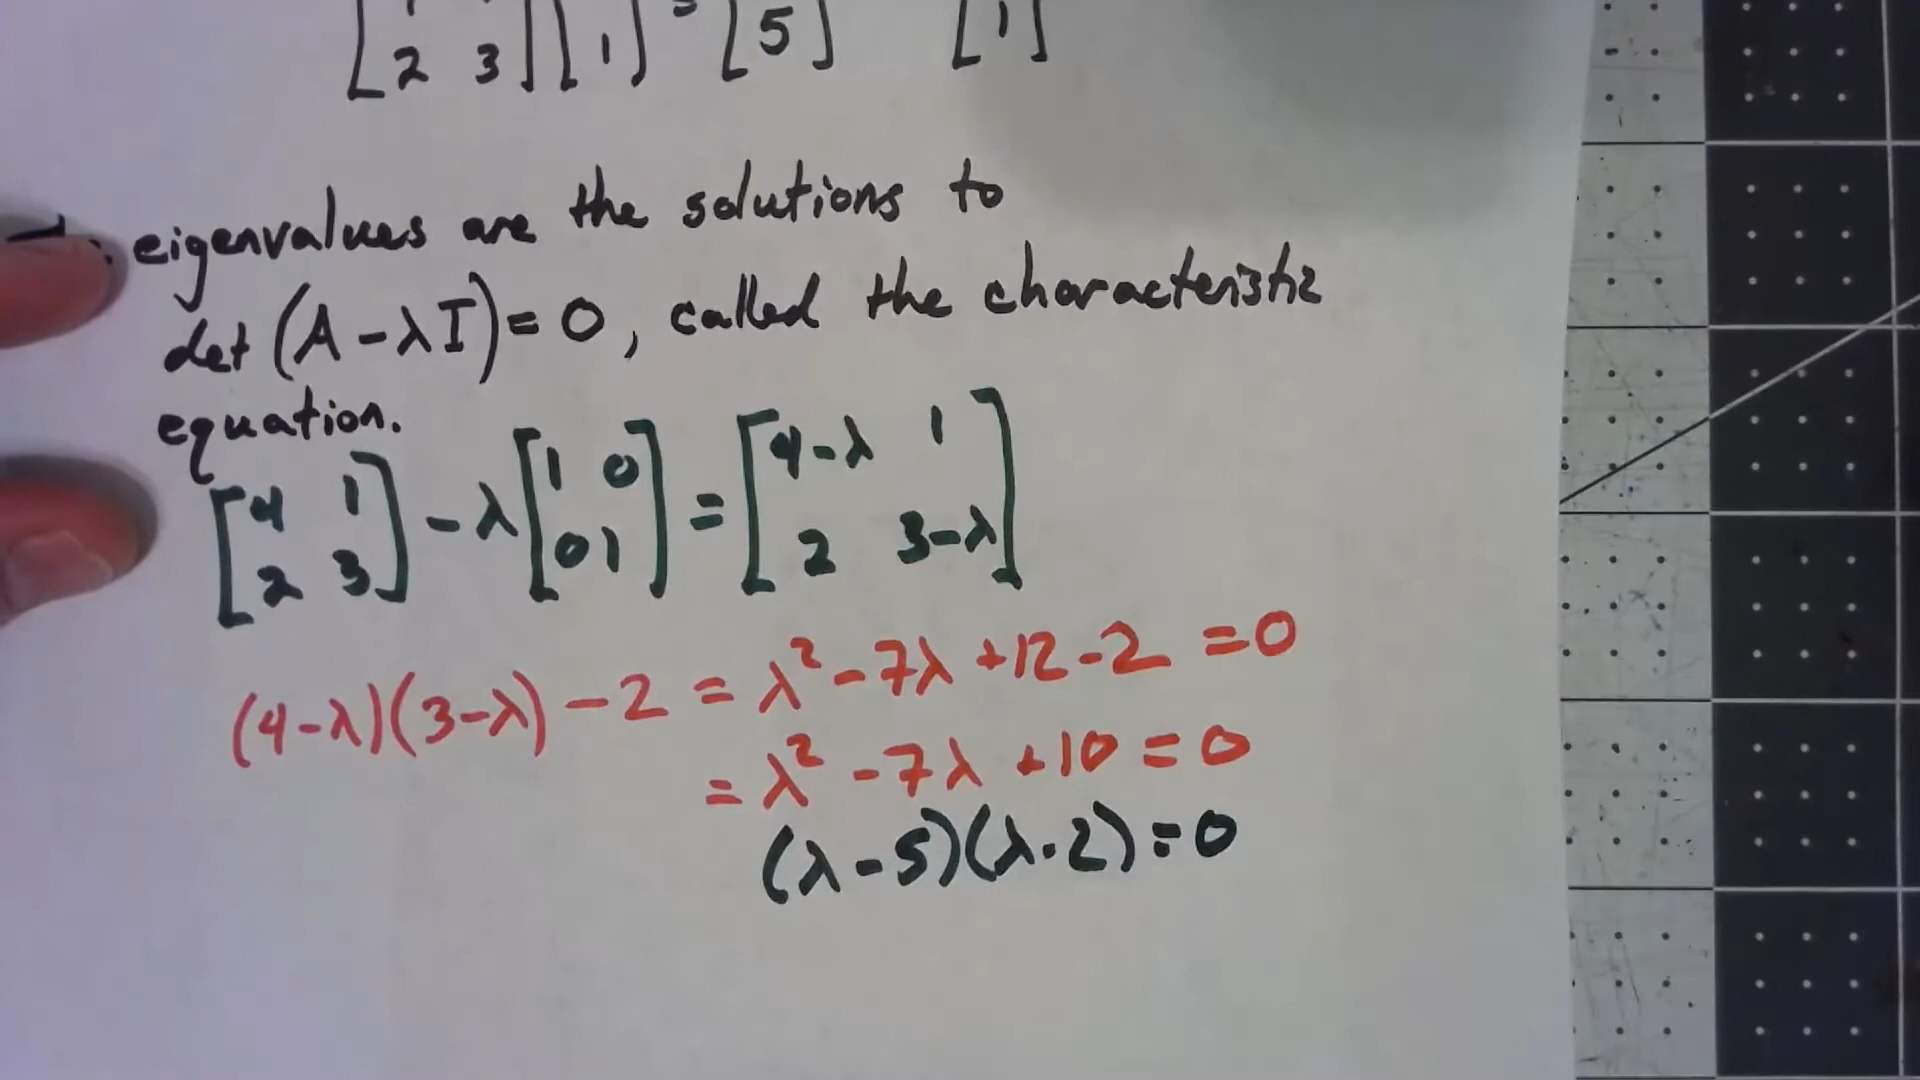 [2 3][1] = [5] [1]
∴ eigenvalues are the solutions to
det (A - λI) = 0, called the characteristic
equation.
[4 1] - λ [1 0] = [4-λ 1]
[2 3] [0 1] [2 3-λ]
(4-λ)(3-λ) - 2 = λ² - 7λ + 12 - 2 = 0
= λ² - 7λ + 10 = 0
(λ - 5)(λ - 2) = 0